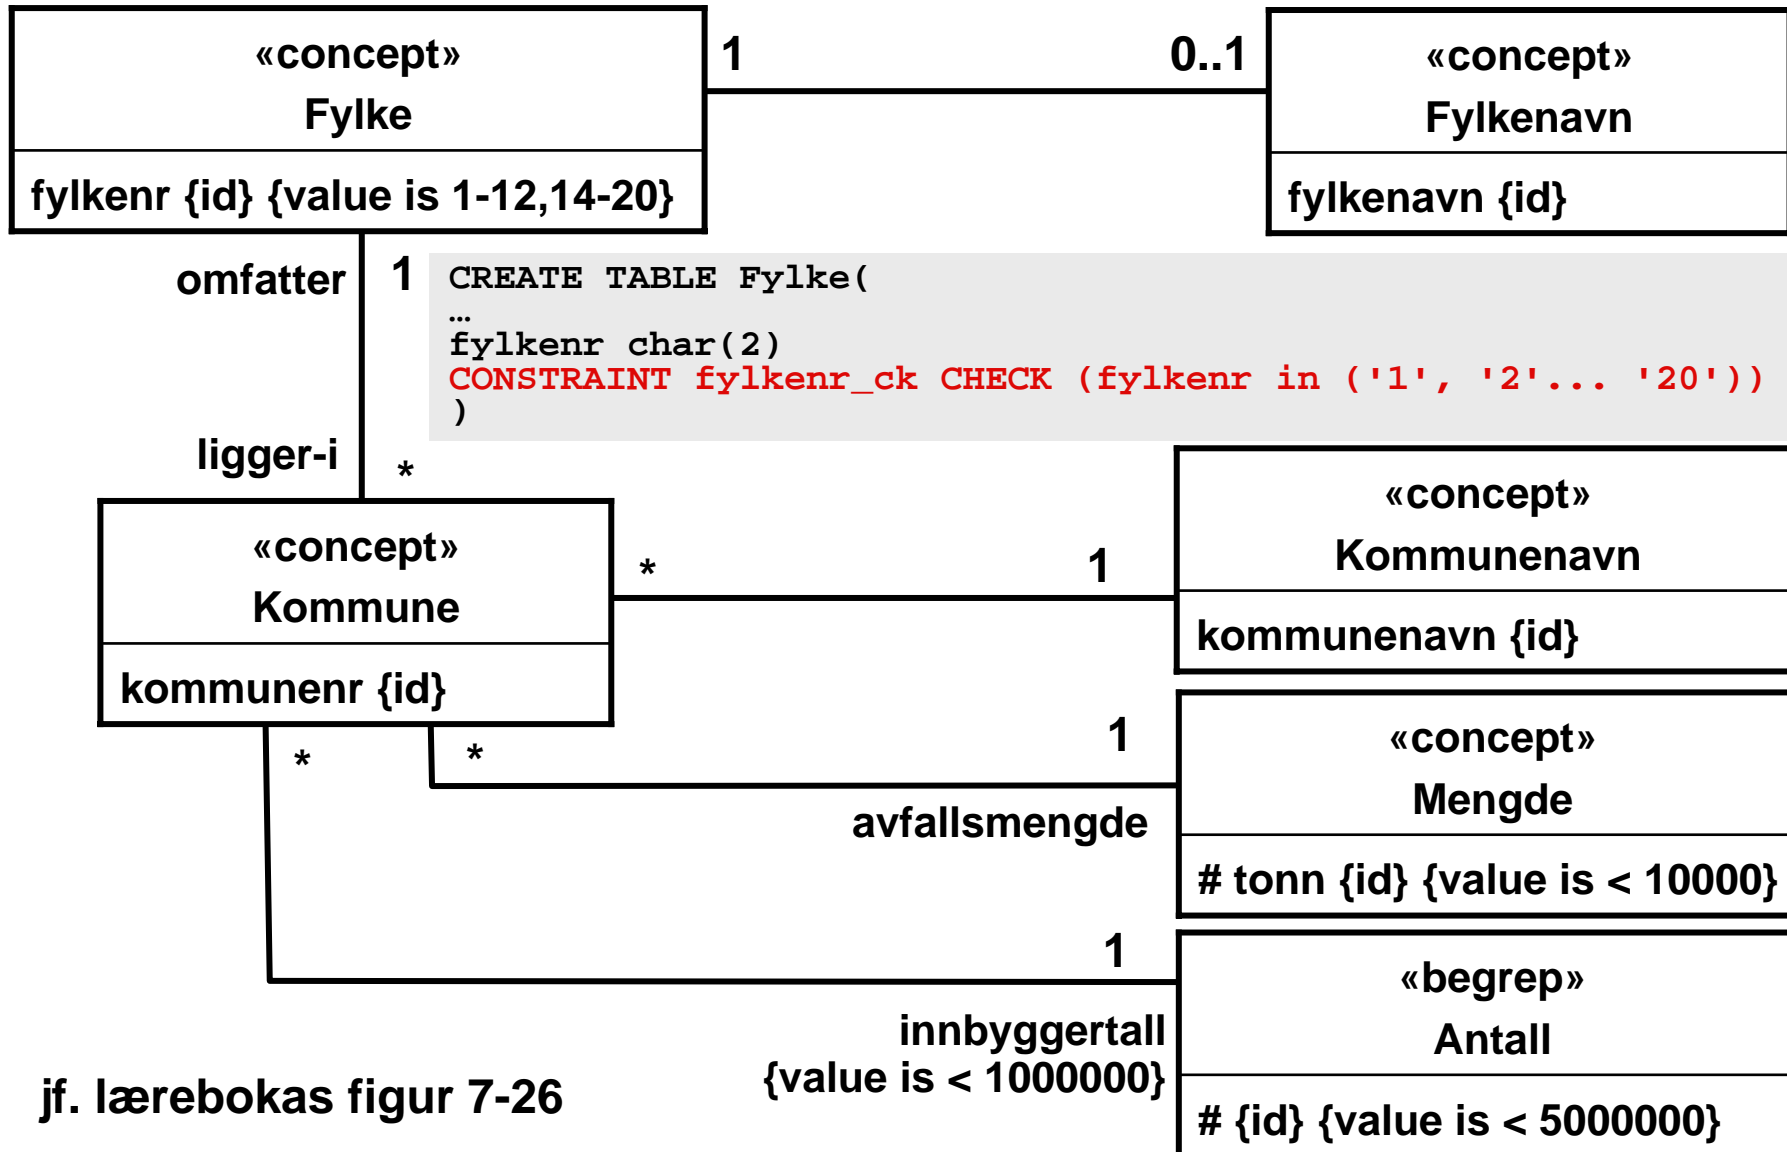 «concept»
Fylke
fylkenr {id} {value is 1-12,14-20}
1
0..1
«concept»
Fylkenavn
fylkenavn {id}
omfatter
1
CREATE TABLE Fylke(
…
fylkenr char(2)
CONSTRAINT fylkenr_ck CHECK (fylkenr in ('1', '2'... '20'))
)
ligger-i
*
«concept»
Kommune
kommunenr {id}
*
1
«concept»
Kommunenavn
kommunenavn {id}
*
*
1
avfallsmengde
«concept»
Mengde
# tonn {id} {value is < 10000}
1
innbyggertall
{value is < 1000000}
«begrep»
Antall
# {id} {value is < 5000000}
jf. lærebokas figur 7-26